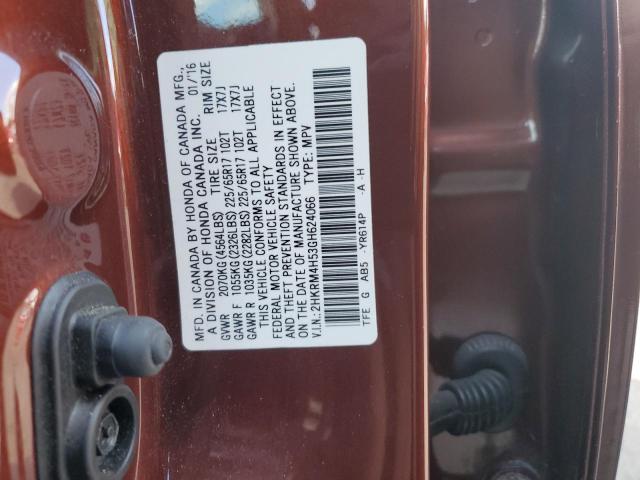 MFD. IN CANADA BY HONDA OF CANADA MFG.,
A DIVISION OF HONDA CANADA INC. 01/16
TIRE SIZE RIM SIZE
GVWR 2070KG(4564LBS)
GAWR F 1055KG(2326LBS) 225/65R17 102T 17X7J
GAWR R 1035KG(2282LBS) 225/65R17 102T 17X7J
THIS VEHICLE CONFORMS TO ALL APPLICABLE
FEDERAL MOTOR VEHICLE SAFETY
AND THEFT PREVENTION STANDARDS IN EFFECT
ON THE DATE OF MANUFACTURE SHOWN ABOVE.
V.I.N.: 2HKRM4H53GH624066 TYPE: MPV
TFE G AB5 -YR614P -A -H